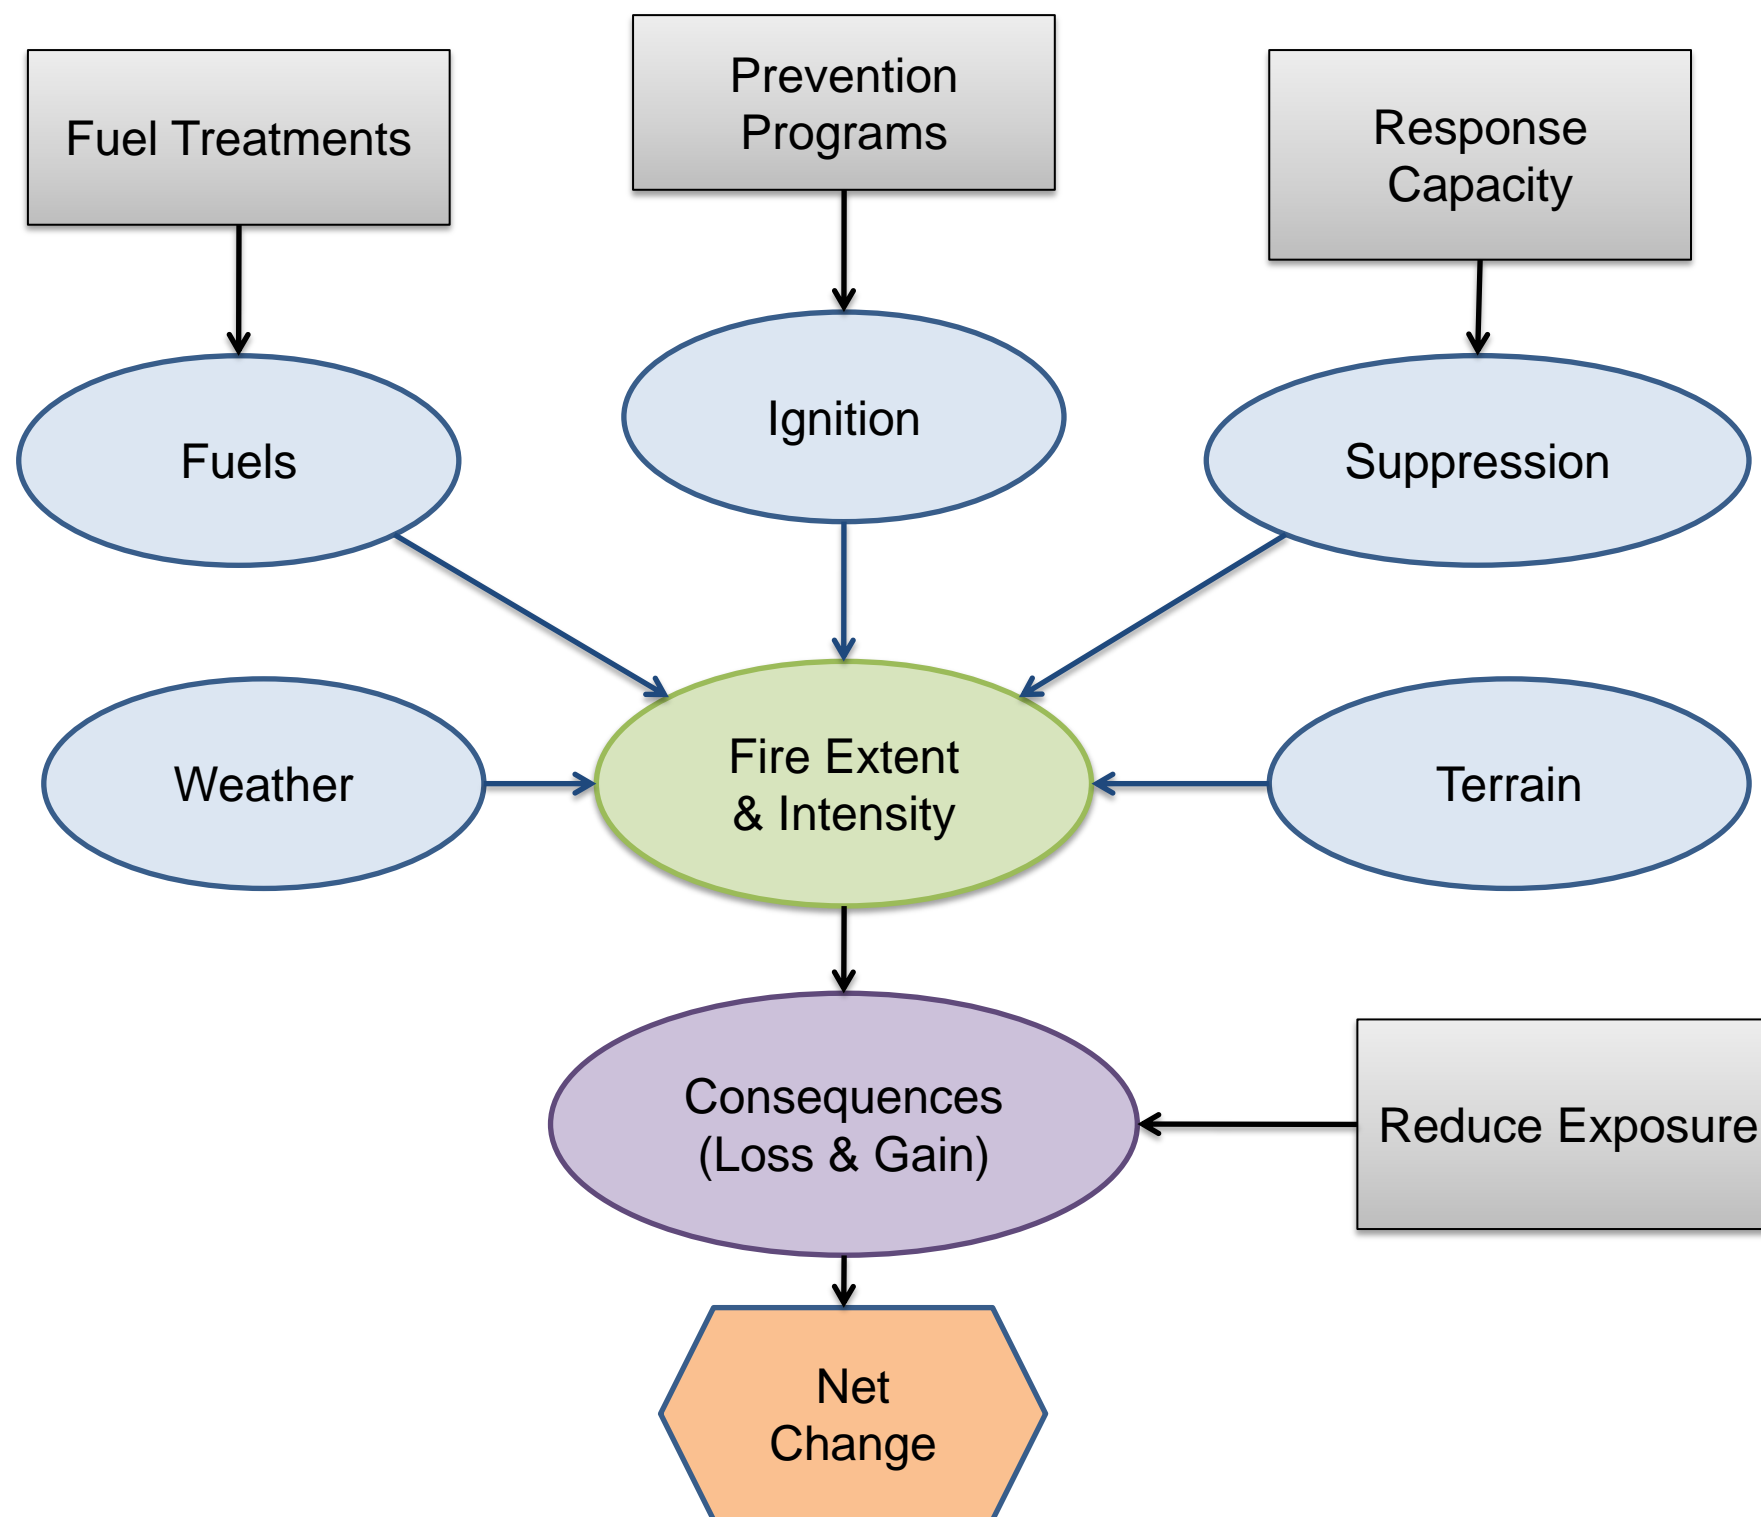 Prevention
Programs
Fuel Treatments
Response
Capacity
Ignition
Fuels
Suppression
Weather
Fire Extent
& Intensity
Terrain
Consequences
(Loss & Gain)
Reduce Exposure
Net
Change